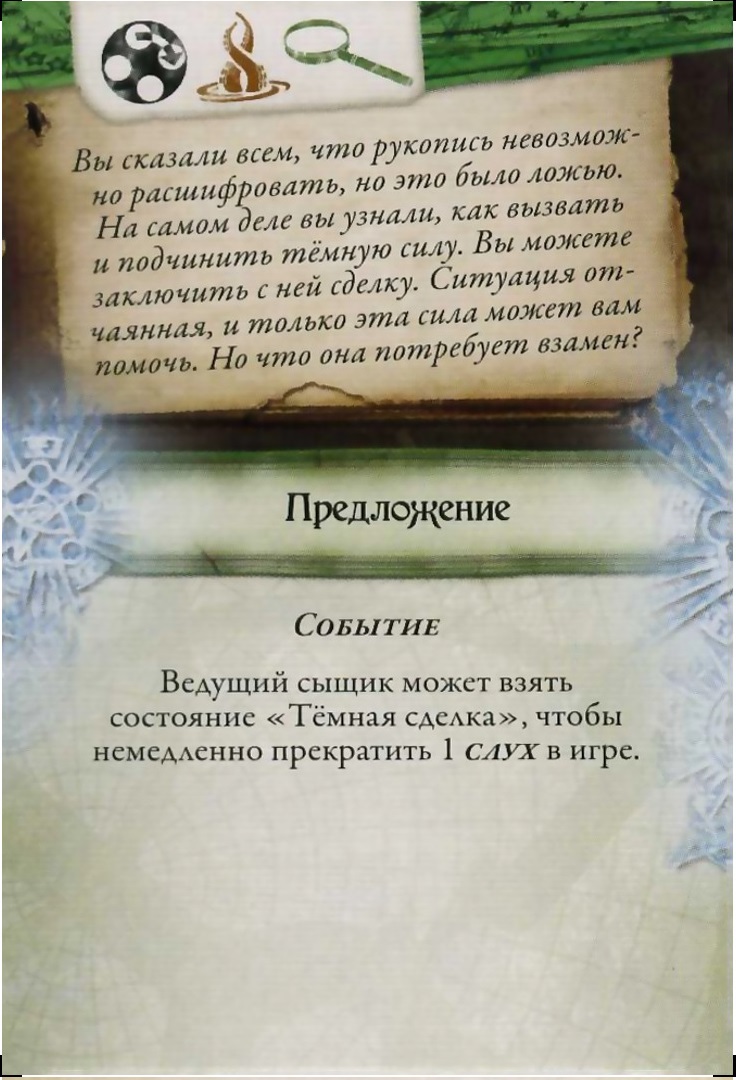 Вы сказали всем, что рукопись невозмож-
но расшифровать, но это было ложью.
На самом деле вы узнали, как вызвать
и подчинить тёмную силу. Вы можете
заключить с ней сделку. Ситуация от-
чаянная, и только эта сила может вам
помочь. Но что она потребует взамен?
Предложение
Событие
Ведущий сыщик может взять
состояние «Тёмная сделка», чтобы
немедленно прекратить 1 слух в игре.